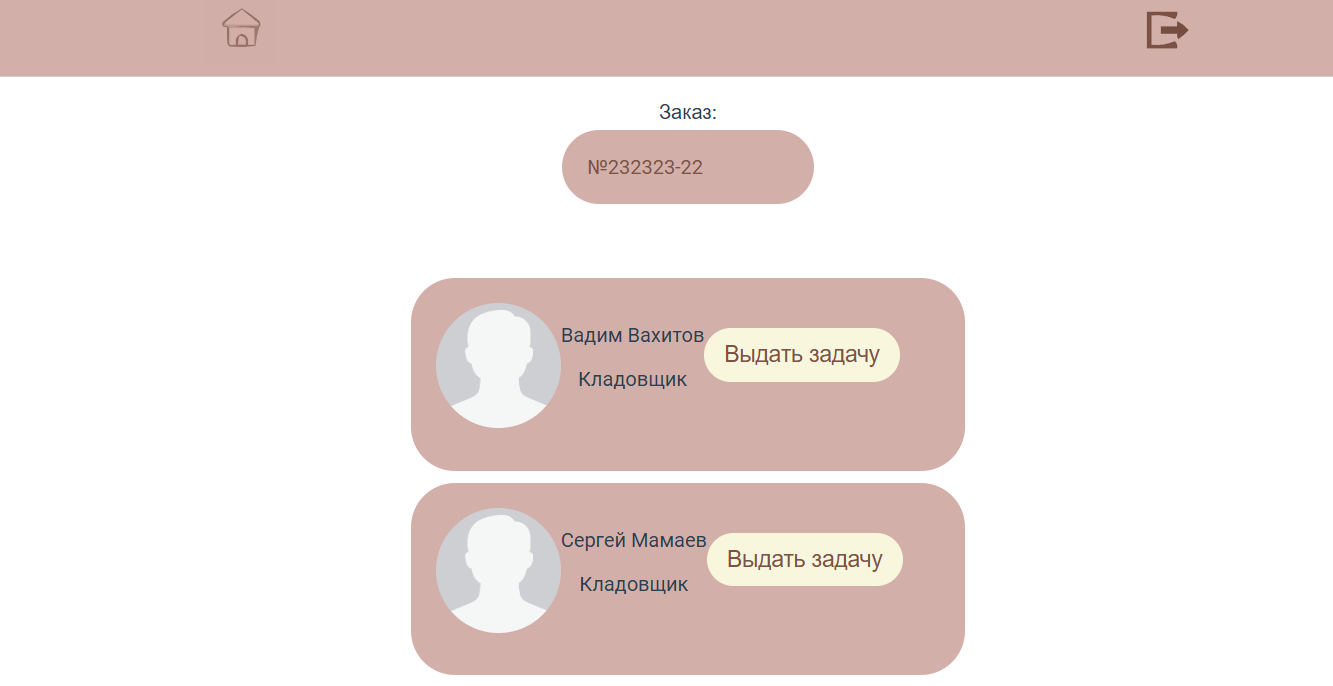 Заказ:
№232323-22
Вадим Вахитов
Выдать задачу
Кладовщик
Сергей Мамаев
Выдать задачу
Кладовщик